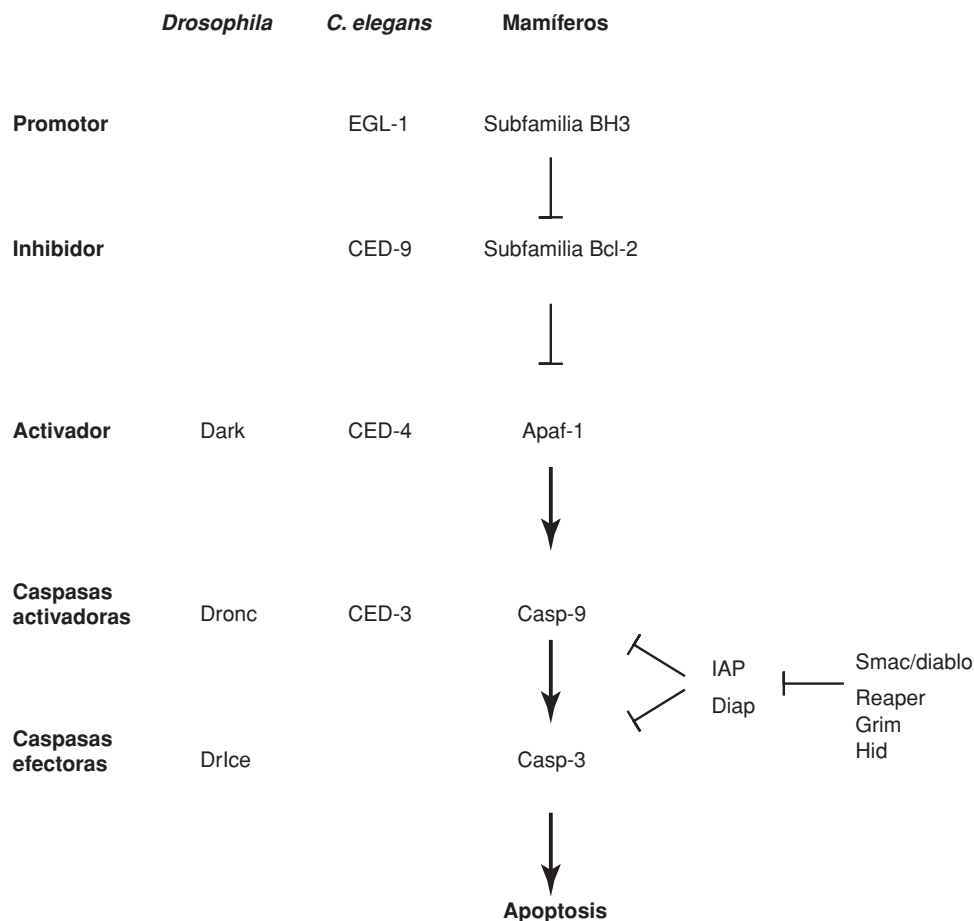 Drosophila C. elegans Mamíferos
Promotor EGL-1 Subfamilia BH3
Inhibidor CED-9 Subfamilia Bcl-2
Activador Dark CED-4 Apaf-1
Caspasas
activadoras Dronc CED-3 Casp-9
IAP Smac/diablo
Diap Reaper
Grim
Hid
Caspasas
efectoras DrIce Casp-3
Apoptosis